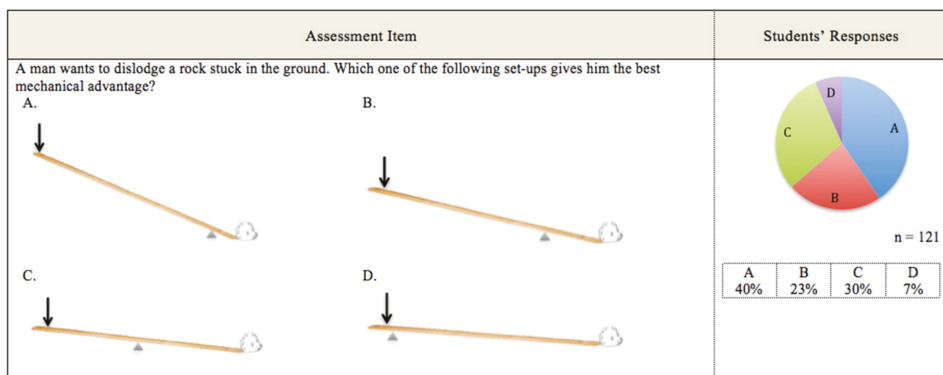 Assessment Item
Students' Responses
A man wants to dislodge a rock stuck in the ground. Which one of the following set-ups gives him the best
mechanical advantage?
A.
B.
C.
D.
D
A
C
B
n = 121
A B C D
40% 23% 30% 7%